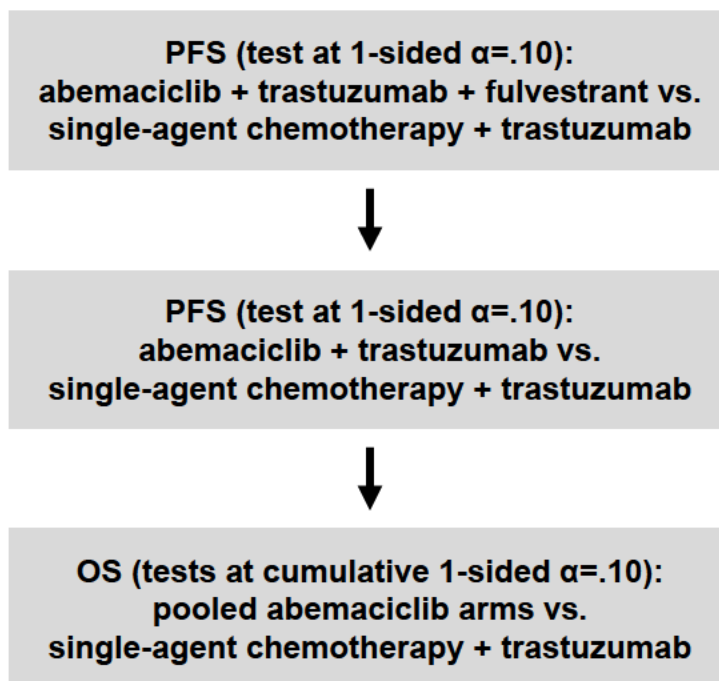 PFS (test at 1-sided α=.10):
abemaciclib + trastuzumab + fulvestrant vs.
single-agent chemotherapy + trastuzumab
PFS (test at 1-sided α=.10):
abemaciclib + trastuzumab vs.
single-agent chemotherapy + trastuzumab
OS (tests at cumulative 1-sided α=.10):
pooled abemaciclib arms vs.
single-agent chemotherapy + trastuzumab